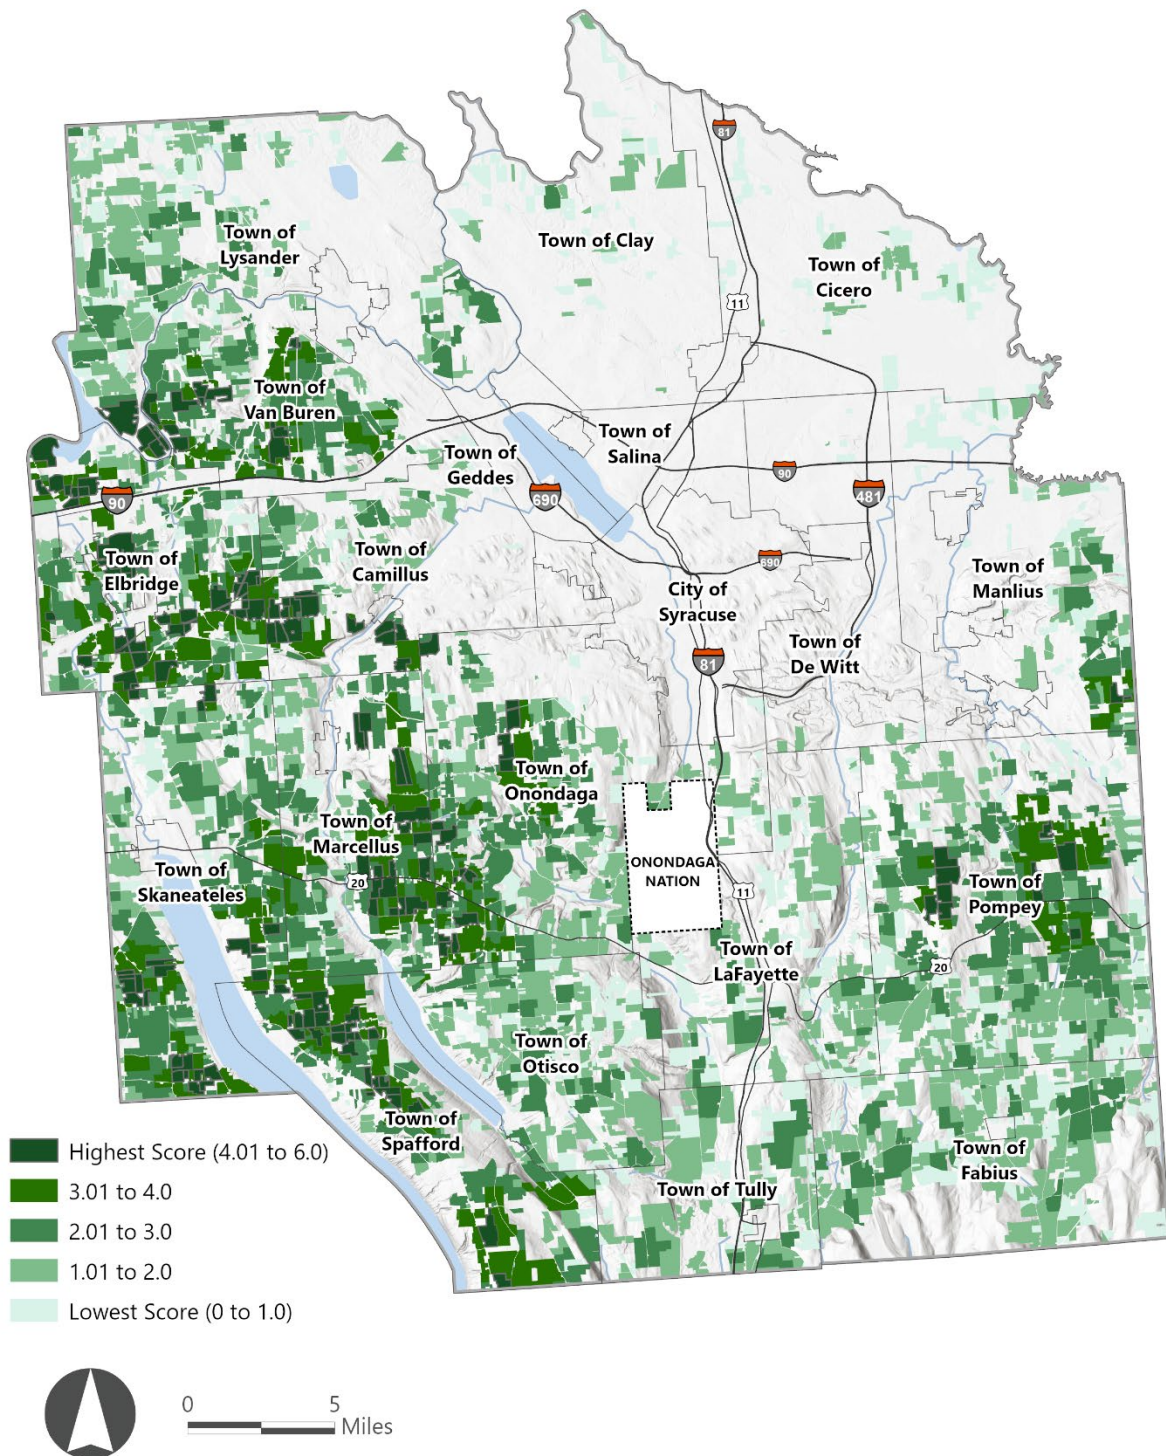 81
Town of
Lysander
Town of Clay
Town of
Cicero
11
Town of
Van Buren
Town of
Salina
Town of
Geddes
90
90
690
481
Town of
Elbridge
Town of
Camillus
690
Town of
Manlius
City of
Syracuse
Town of
De Witt
81
Town of
Onondaga
Town of
Marcellus
ONONDAGA
NATION
Town of
Skaneateles
20
11
Town of
Pompey
Town of
LaFayette
20
Town of
Otisco
Town of
Spafford
Town of
Fabius
Town of Tully
Highest Score (4.01 to 6.0)
3.01 to 4.0
2.01 to 3.0
1.01 to 2.0
Lowest Score (0 to 1.0)
0 5
Miles